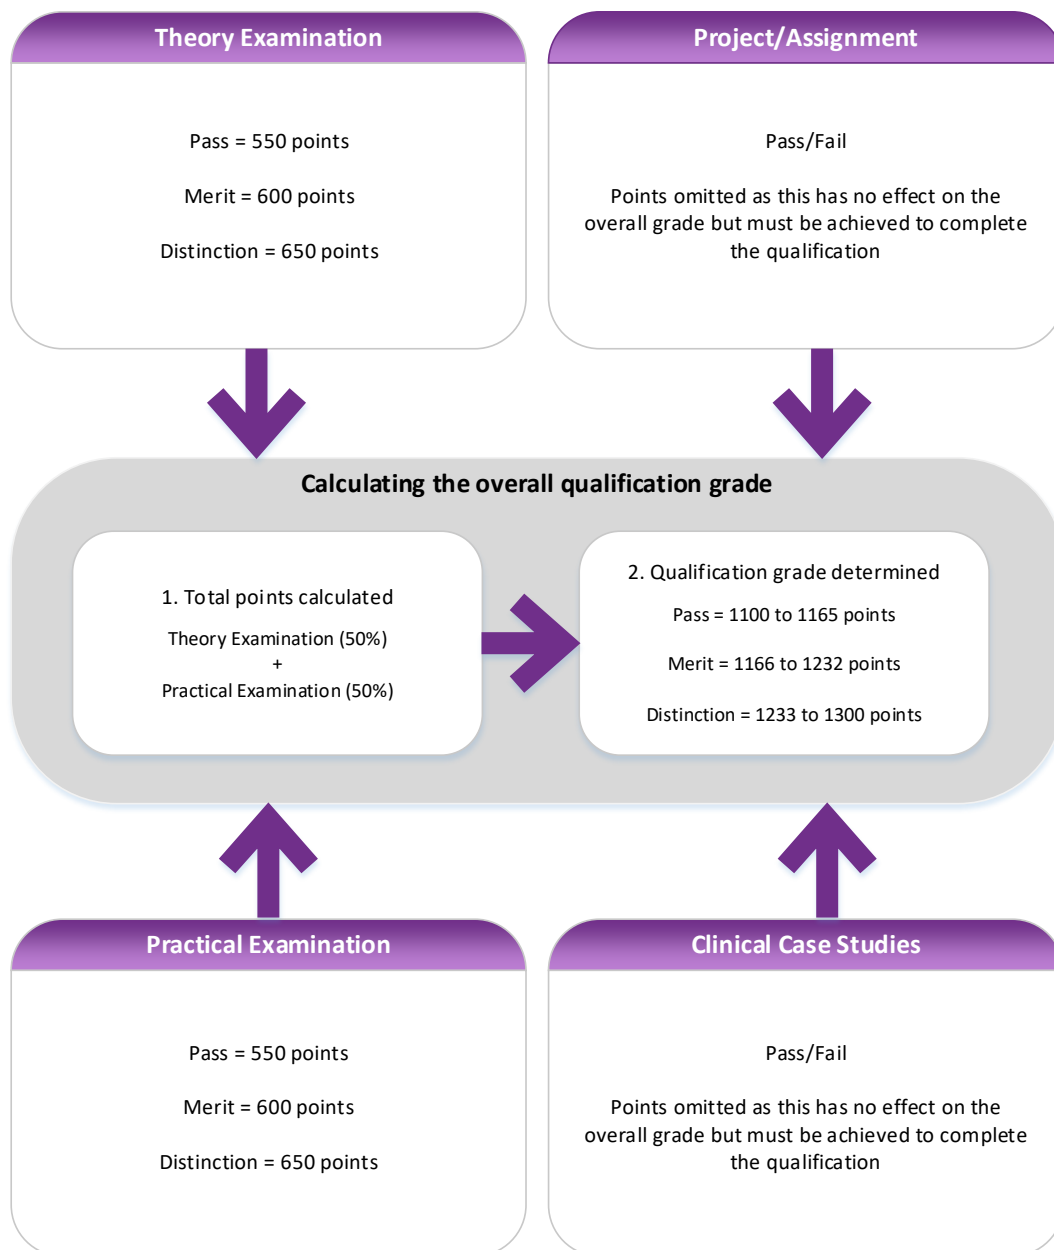 Theory Examination
Pass = 550 points
Merit = 600 points
Distinction = 650 points
Project/Assignment
Pass/Fail
Points omitted as this has no effect on the
overall grade but must be achieved to complete
the qualification
Calculating the overall qualification grade
1. Total points calculated
Theory Examination (50%)
+
Practical Examination (50%)
2. Qualification grade determined
Pass = 1100 to 1165 points
Merit = 1166 to 1232 points
Distinction = 1233 to 1300 points
Practical Examination
Pass = 550 points
Merit = 600 points
Distinction = 650 points
Clinical Case Studies
Pass/Fail
Points omitted as this has no effect on the
overall grade but must be achieved to complete
the qualification